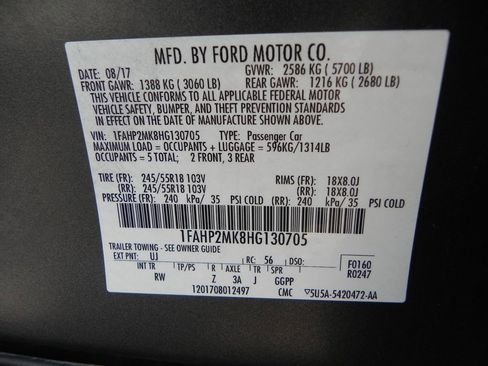 MFD. BY FORD MOTOR CO.
DATE: 08/17 GVWR: 2586 KG ( 5700 LB)
FRONT GAWR: 1388 KG ( 3060 LB) REAR GAWR: 1216 KG ( 2680 LB)
THIS VEHICLE CONFORMS TO ALL APPLICABLE FEDERAL MOTOR
VEHICLE SAFETY, BUMPER, AND THEFT PREVENTION STANDARDS
IN EFFECT ON THE DATE OF MANUFACTURE SHOWN ABOVE.
VIN: 1FAHP2MK8HG130705 TYPE: Passenger Car
MAXIMUM LOAD = OCCUPANTS + LUGGAGE = 596KG/1314LB
OCCUPANTS = 5 TOTAL; 2 FRONT, 3 REAR
TIRE (FR): 245/55R18 103V RIMS (FR): 18X8.0J
(RR): 245/55R18 103V (RR): 18X8.0J
PRESSURE (FR): 240 kPa/ 35 PSI COLD (RR): 240 kPa/ 35 PSI COLD
1FAHP2MK8HG130705
TRAILER TOWING - SEE OWNER GUIDE
EXT PNT: UJ RC: 56 DSO: F0160
INT TR TP/PS R AXLE TR SPR R0247
RW Z 3A J GGPP
1201708012497 CMC 5U5A-5420472-AA